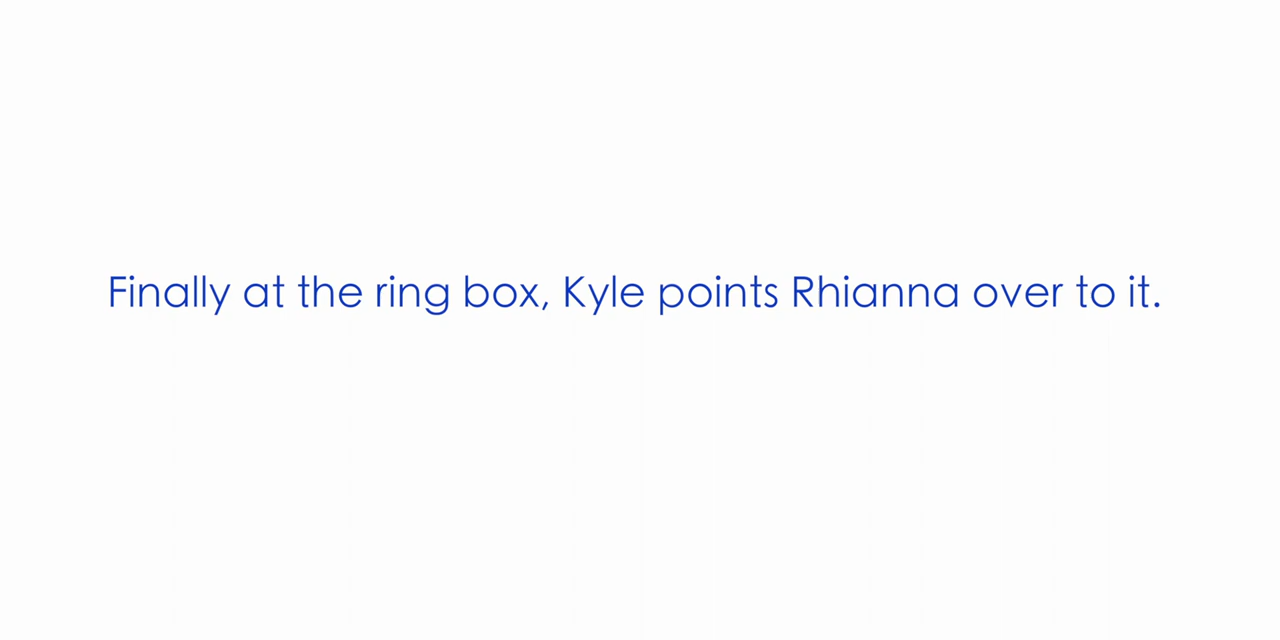 Finally at the ring box, Kyle points Rhianna over to it.